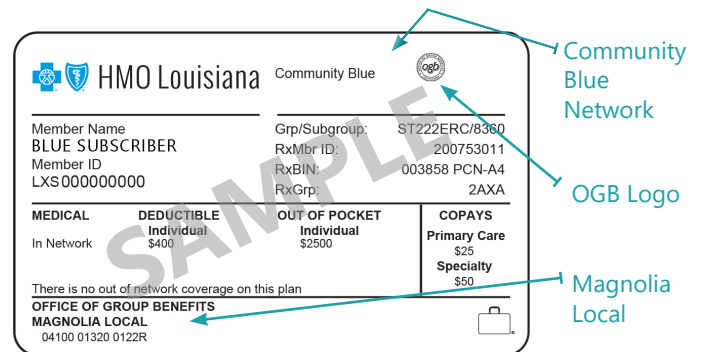 HMO Louisiana
Community Blue
ogb
Community
Blue
Network
Member Name
BLUE SUBSCRIBER
Member ID
LXS000000000
Grp/Subgroup: ST222ERC/8360
RxMbr ID: 200753011
RxBIN: 003858 PCN-A4
RxGrp: 2AXA
OGB Logo
SAMPLE
MEDICAL DEDUCTIBLE OUT OF POCKET COPAYS
Individual Individual
In Network $400 $2500
Primary Care
$25
Specialty
$50
There is no out of network coverage on this plan
OFFICE OF GROUP BENEFITS
MAGNOLIA LOCAL
04100 01320 0122R
Magnolia
Local